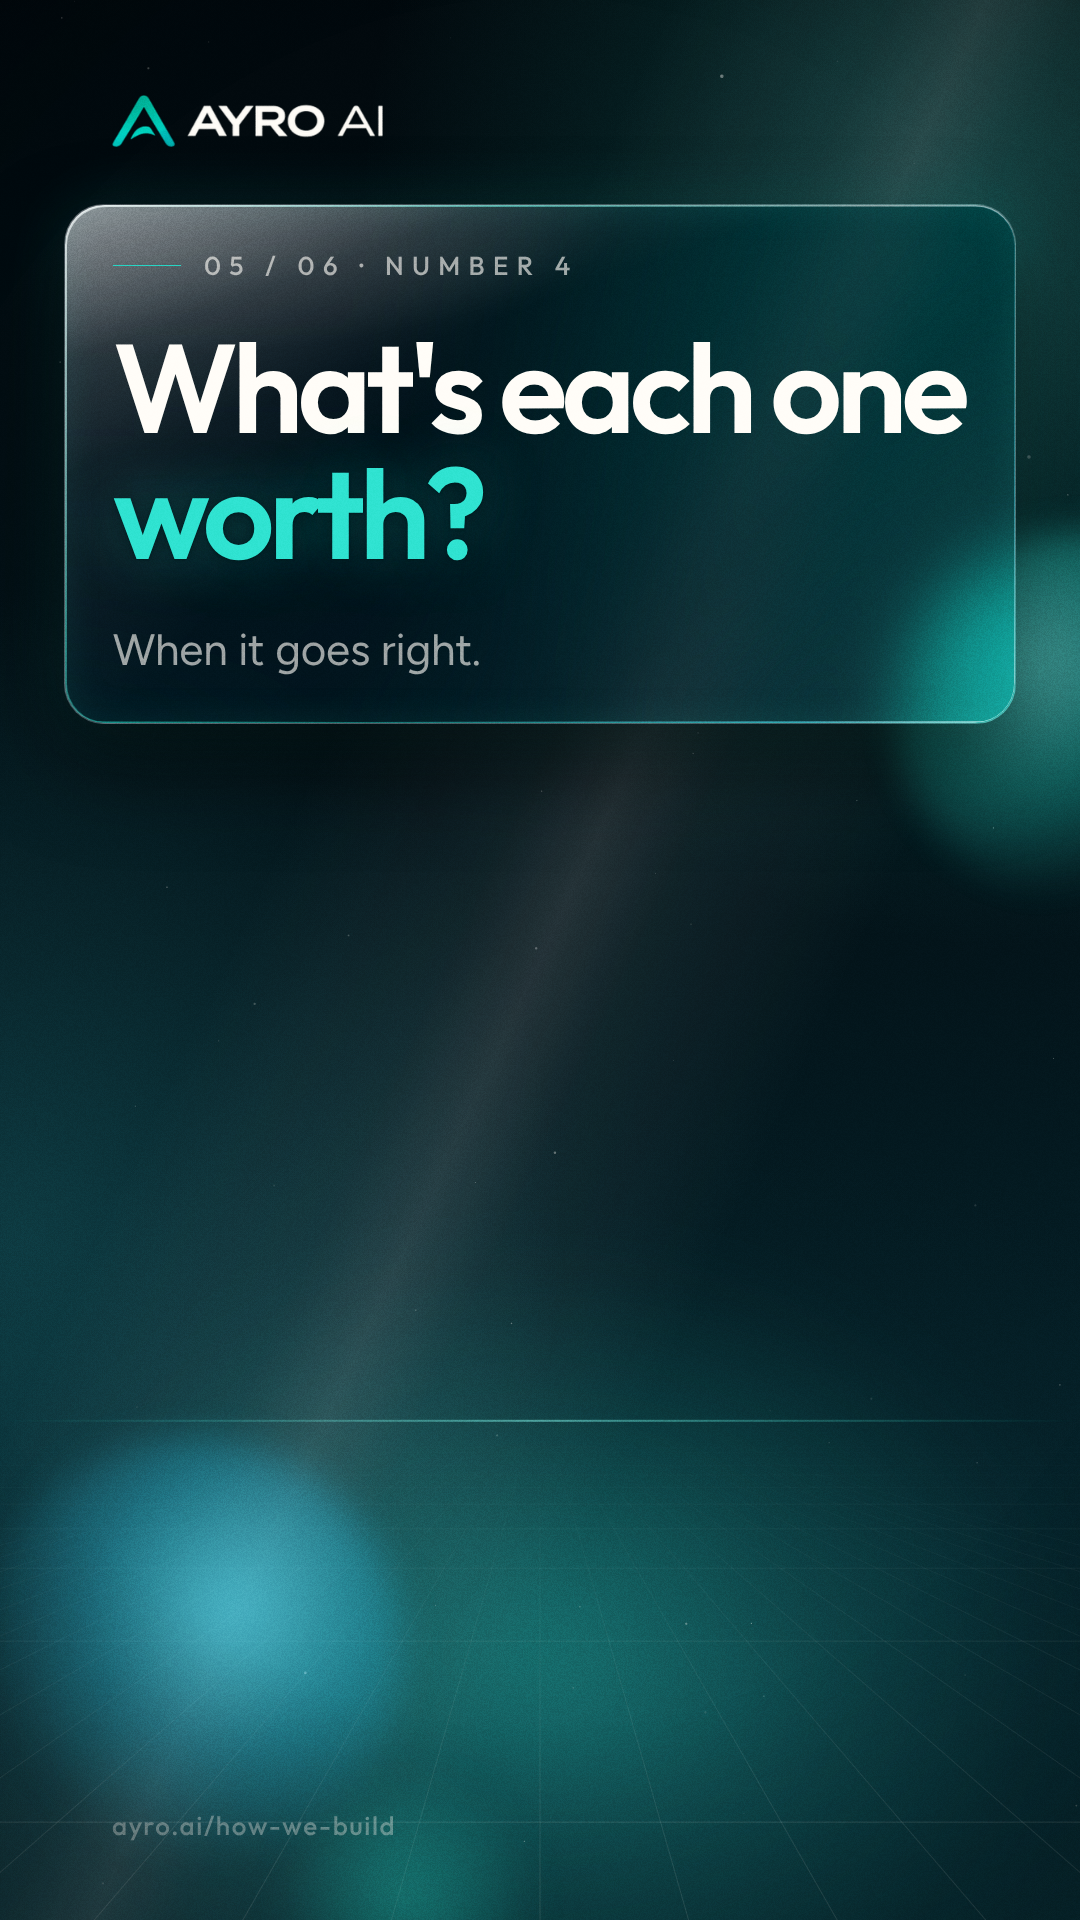 AYRO AI
05 / 06 · NUMBER 4
What's each one
worth?
When it goes right.
ayro.ai/how-we-build